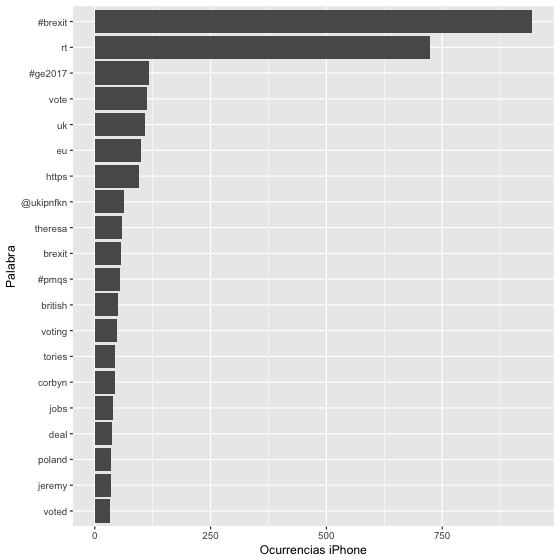 #brexit
rt
#ge2017
vote
uk
eu
https
@ukipnfkn
theresa
brexit
#pmqs
british
voting
tories
corbyn
jobs
deal
poland
jeremy
voted
Palabra
0 250 500 750
Ocurrencias iPhone